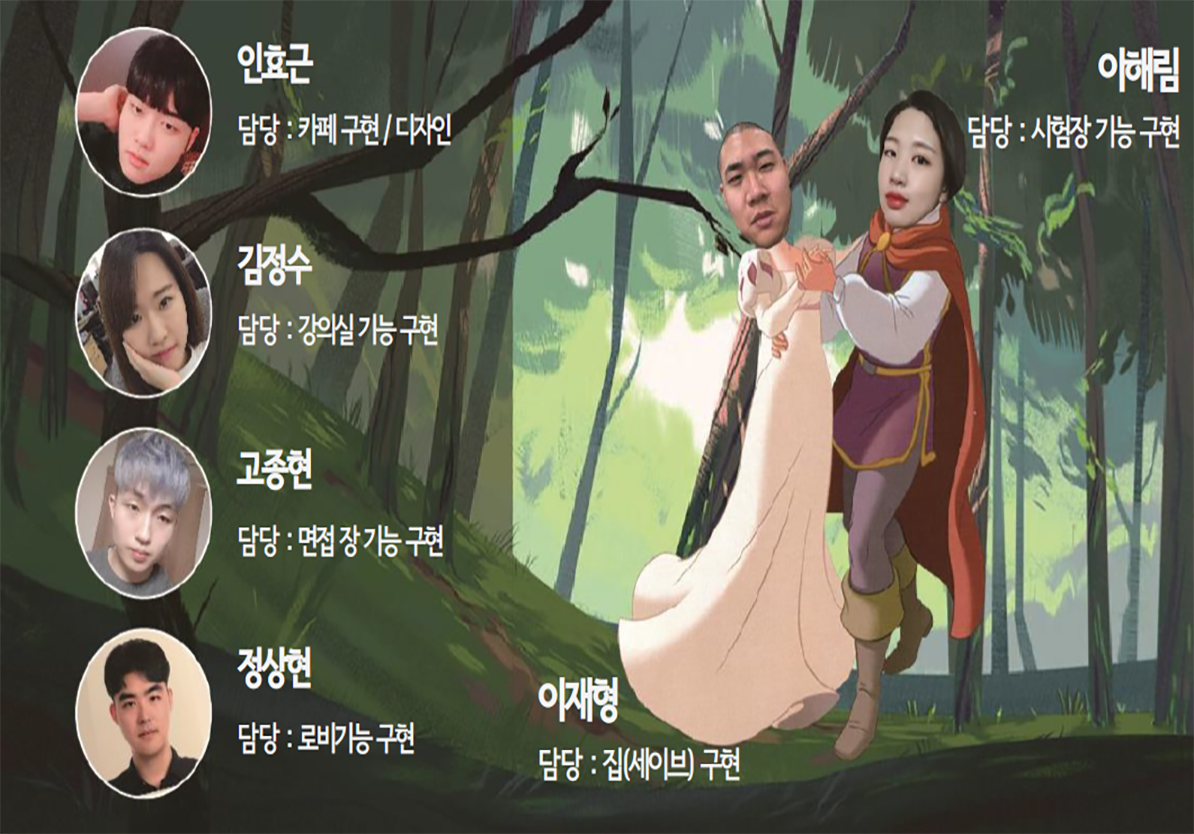 인효근
담당 : 카페 구현 / 디자인
김정수
담당 : 강의실 기능 구현
고종현
담당 : 면접 장 기능 구현
정상현
담당 : 로비기능 구현
이재형
담당 : 집(세이브) 구현
이해림
담당 : 시험장 기능 구현